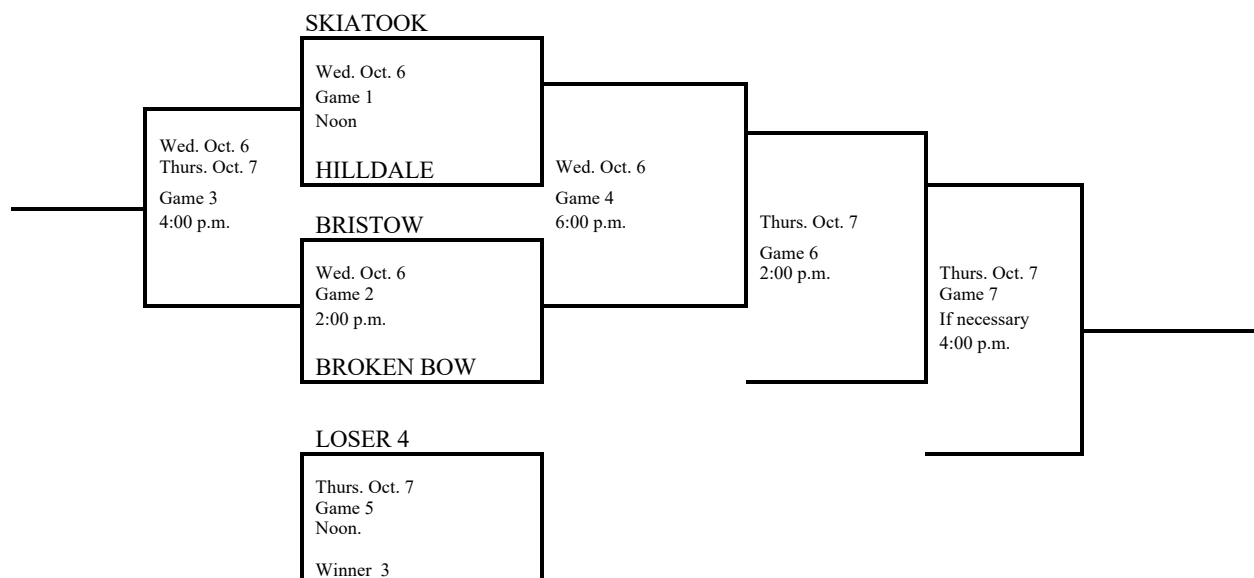 SKIATOOK
Wed. Oct. 6
Game 1
Noon
HILLDALE
Wed. Oct. 6
Thurs. Oct. 7
Game 3
4:00 p.m.
BRISTOW
Wed. Oct. 6
Game 2
2:00 p.m.
BROKEN BOW
Wed. Oct. 6
Game 4
6:00 p.m.
Thurs. Oct. 7
Game 6
2:00 p.m.
Thurs. Oct. 7
Game 7
If necessary
4:00 p.m.
LOSER 4
Thurs. Oct. 7
Game 5
Noon.
Winner 3